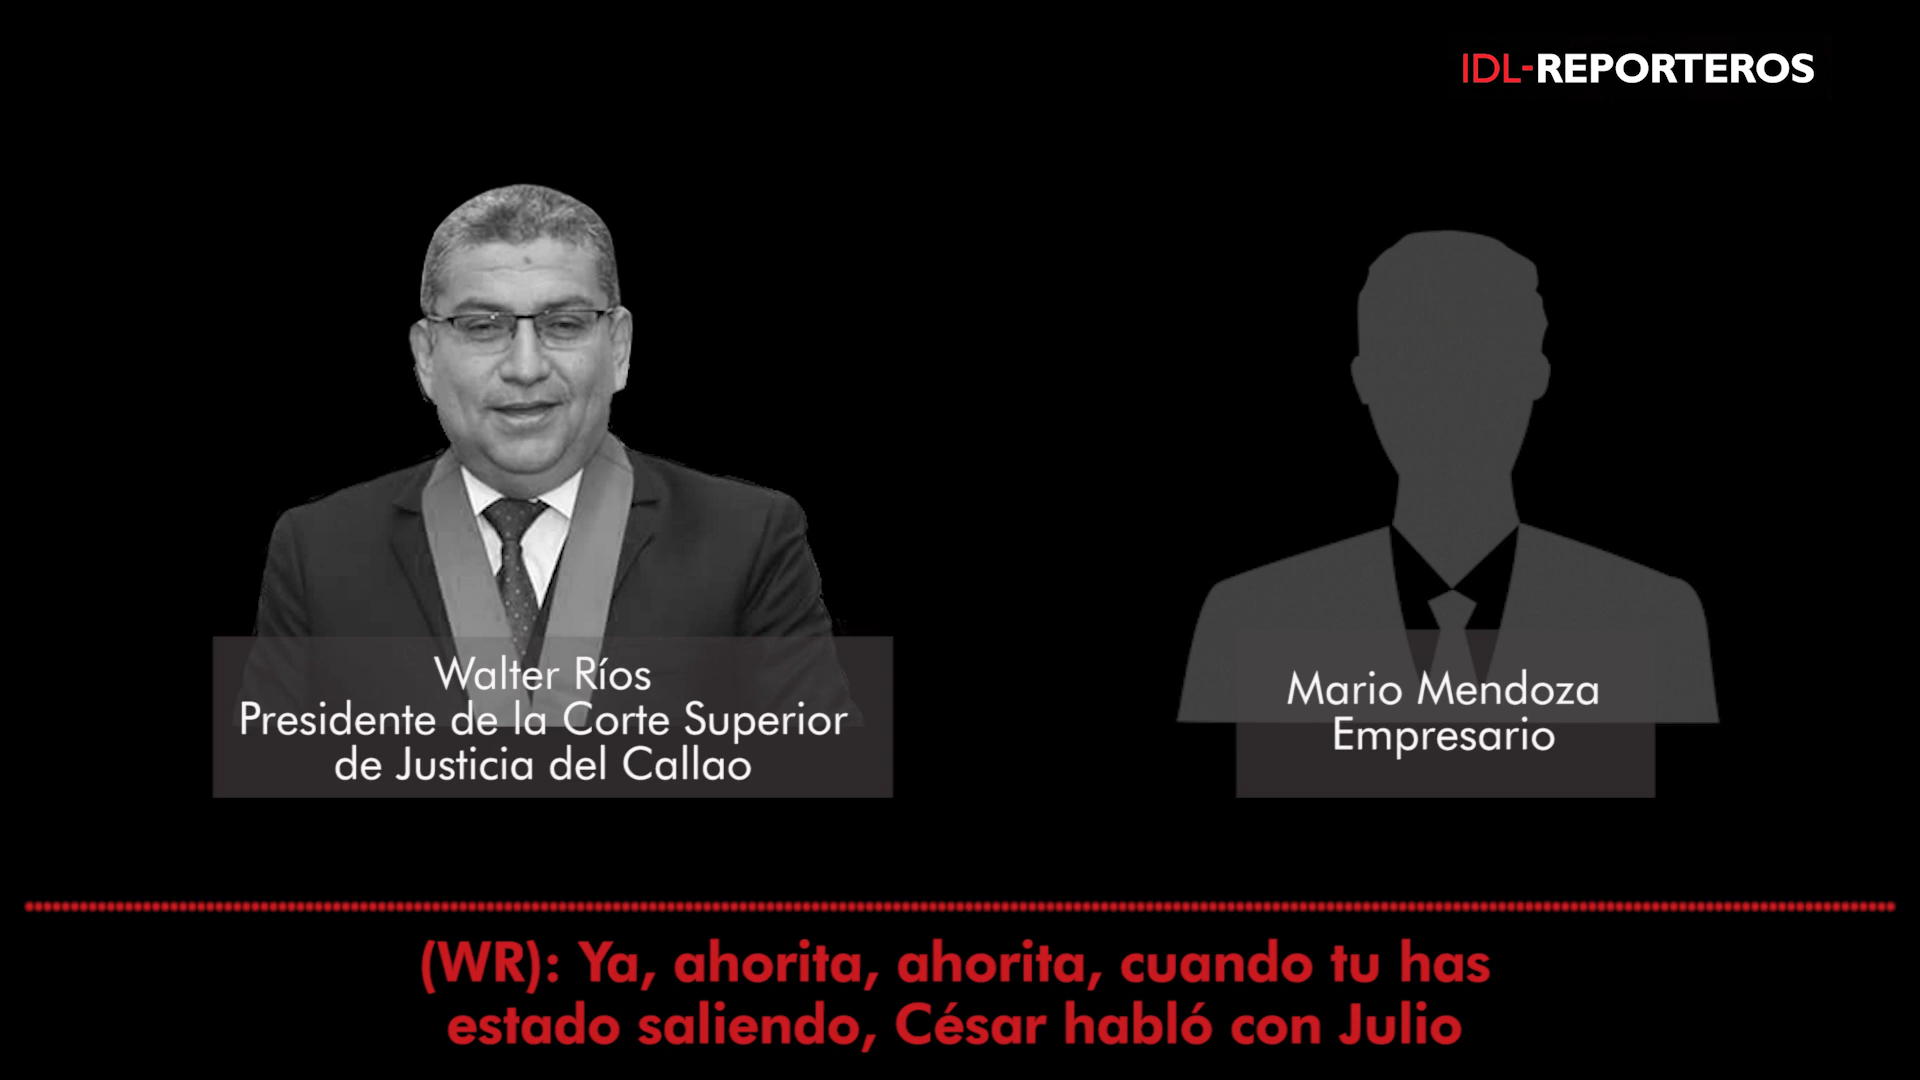 IDL-REPORTEROS
Walter Ríos
Presidente de la Corte Superior
de Justicia del Callao
Mario Mendoza
Empresario
(WR): Ya, ahorita, ahorita, cuando tu has
estado saliendo, César habló con Julio